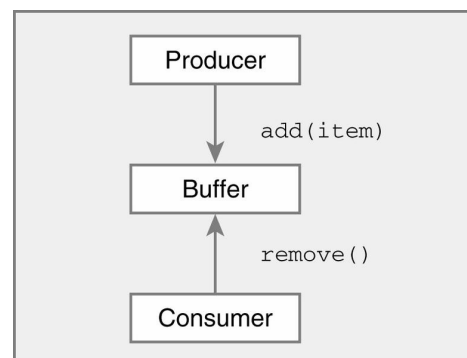 Producer
add(item)
Buffer
remove()
Consumer